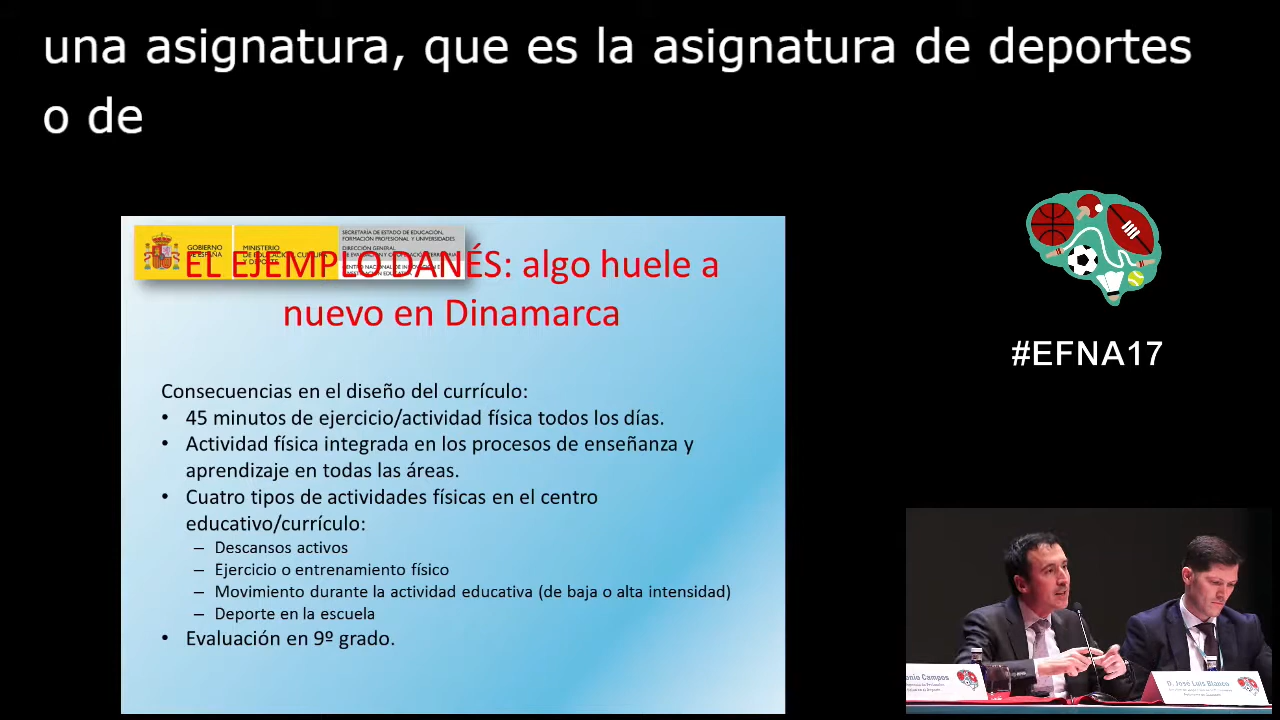 una asignatura, que es la asignatura de deportes
o de
GOBIERNO
DE ESPAÑA
MINISTERIO
DE EDUCACIÓN, CULTURA
Y DEPORTE
SECRETARÍA DE ESTADO DE EDUCACIÓN,
FORMACIÓN PROFESIONAL Y UNIVERSIDADES
DIRECCIÓN GENERAL
EL EJEMPLO DANÉS: algo huele a
nuevo en Dinamarca
Consecuencias en el diseño del currículo:
• 45 minutos de ejercicio/actividad física todos los días.
• Actividad física integrada en los procesos de enseñanza y
aprendizaje en todas las áreas.
• Cuatro tipos de actividades físicas en el centro
educativo/currículo:
– Descansos activos
– Ejercicio o entrenamiento físico
– Movimiento durante la actividad educativa (de baja o alta intensidad)
– Deporte en la escuela
• Evaluación en 9º grado.
#EFNA17
onio Campos
D. José Luis Blanco